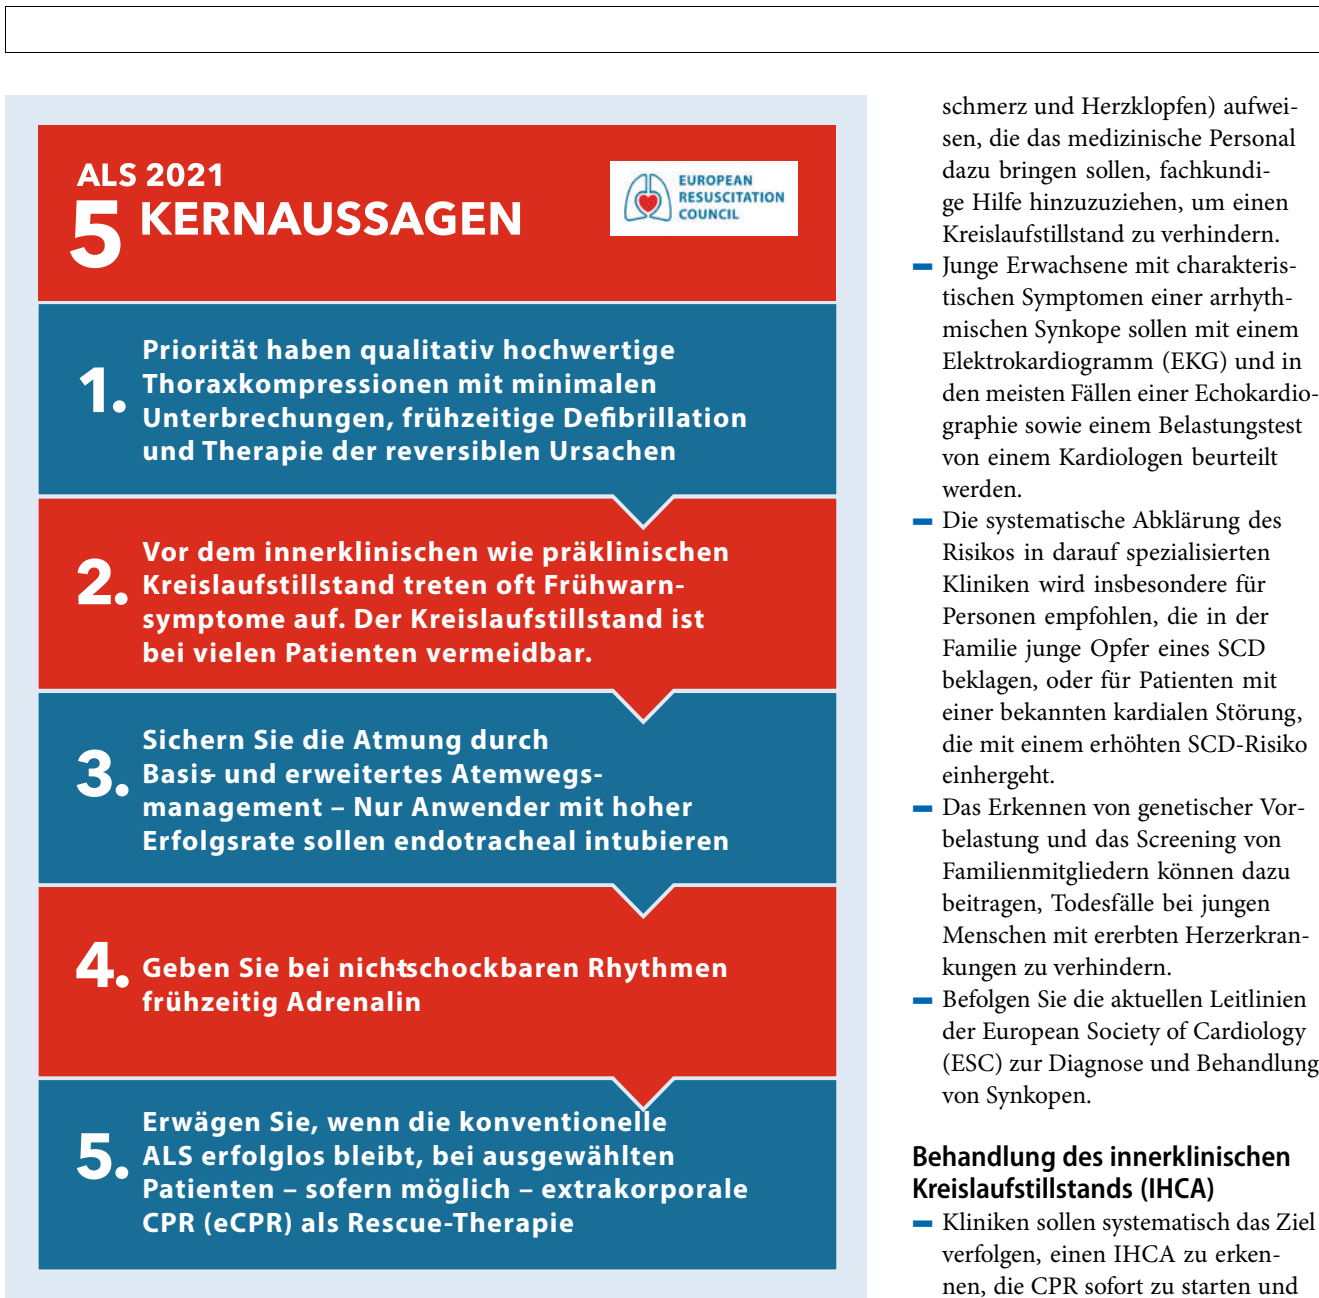 ALS 2021
5 KERNAUSSAGEN
EUROPEAN
RESUSCITATION
COUNCIL
1.
Priorität haben qualitativ hochwertige
Thoraxkompressionen mit minimalen
Unterbrechungen, frühzeitige Defibrillation
und Therapie der reversiblen Ursachen
2.
Vor dem innerklinischen wie präklinischen
Kreislaufstillstand treten oft Frühwarn-
symptome auf. Der Kreislaufstillstand ist
bei vielen Patienten vermeidbar.
3.
Sichern Sie die Atmung durch
Basis- und erweitertes Atemwegs-
management – Nur Anwender mit hoher
Erfolgsrate sollen endotracheal intubieren
4.
Geben Sie bei nicht-schockbaren Rhythmen
frühzeitig Adrenalin
5.
Erwägen Sie, wenn die konventionelle
ALS erfolglos bleibt, bei ausgewählten
Patienten – sofern möglich – extrakorporale
CPR (eCPR) als Rescue-Therapie
schmerz und Herzklopfen) aufwei-
sen, die das medizinische Personal
dazu bringen sollen, fachkundi-
ge Hilfe hinzuzuziehen, um einen
Kreislaufstillstand zu verhindern.
– Junge Erwachsene mit charakteris-
tischen Symptomen einer arrhyth-
mischen Synkope sollen mit einem
Elektrokardiogramm (EKG) und in
den meisten Fällen einer Echokardio-
graphie sowie einem Belastungstest
von einem Kardiologen beurteilt
werden.
– Die systematische Abklärung des
Risikos in darauf spezialisierten
Kliniken wird insbesondere für
Personen empfohlen, die in der
Familie junge Opfer eines SCD
beklagen, oder für Patienten mit
einer bekannten kardialen Störung,
die mit einem erhöhten SCD-Risiko
einhergeht.
– Das Erkennen von genetischer Vor-
belastung und das Screening von
Familienmitgliedern können dazu
beitragen, Todesfälle bei jungen
Menschen mit ererbten Herzerkran-
kungen zu verhindern.
– Befolgen Sie die aktuellen Leitlinien
der European Society of Cardiology
(ESC) zur Diagnose und Behandlung
von Synkopen.
Behandlung des innerklinischen
Kreislaufstillstands (IHCA)
– Kliniken sollen systematisch das Ziel
verfolgen, einen IHCA zu erken-
nen, die CPR sofort zu starten und